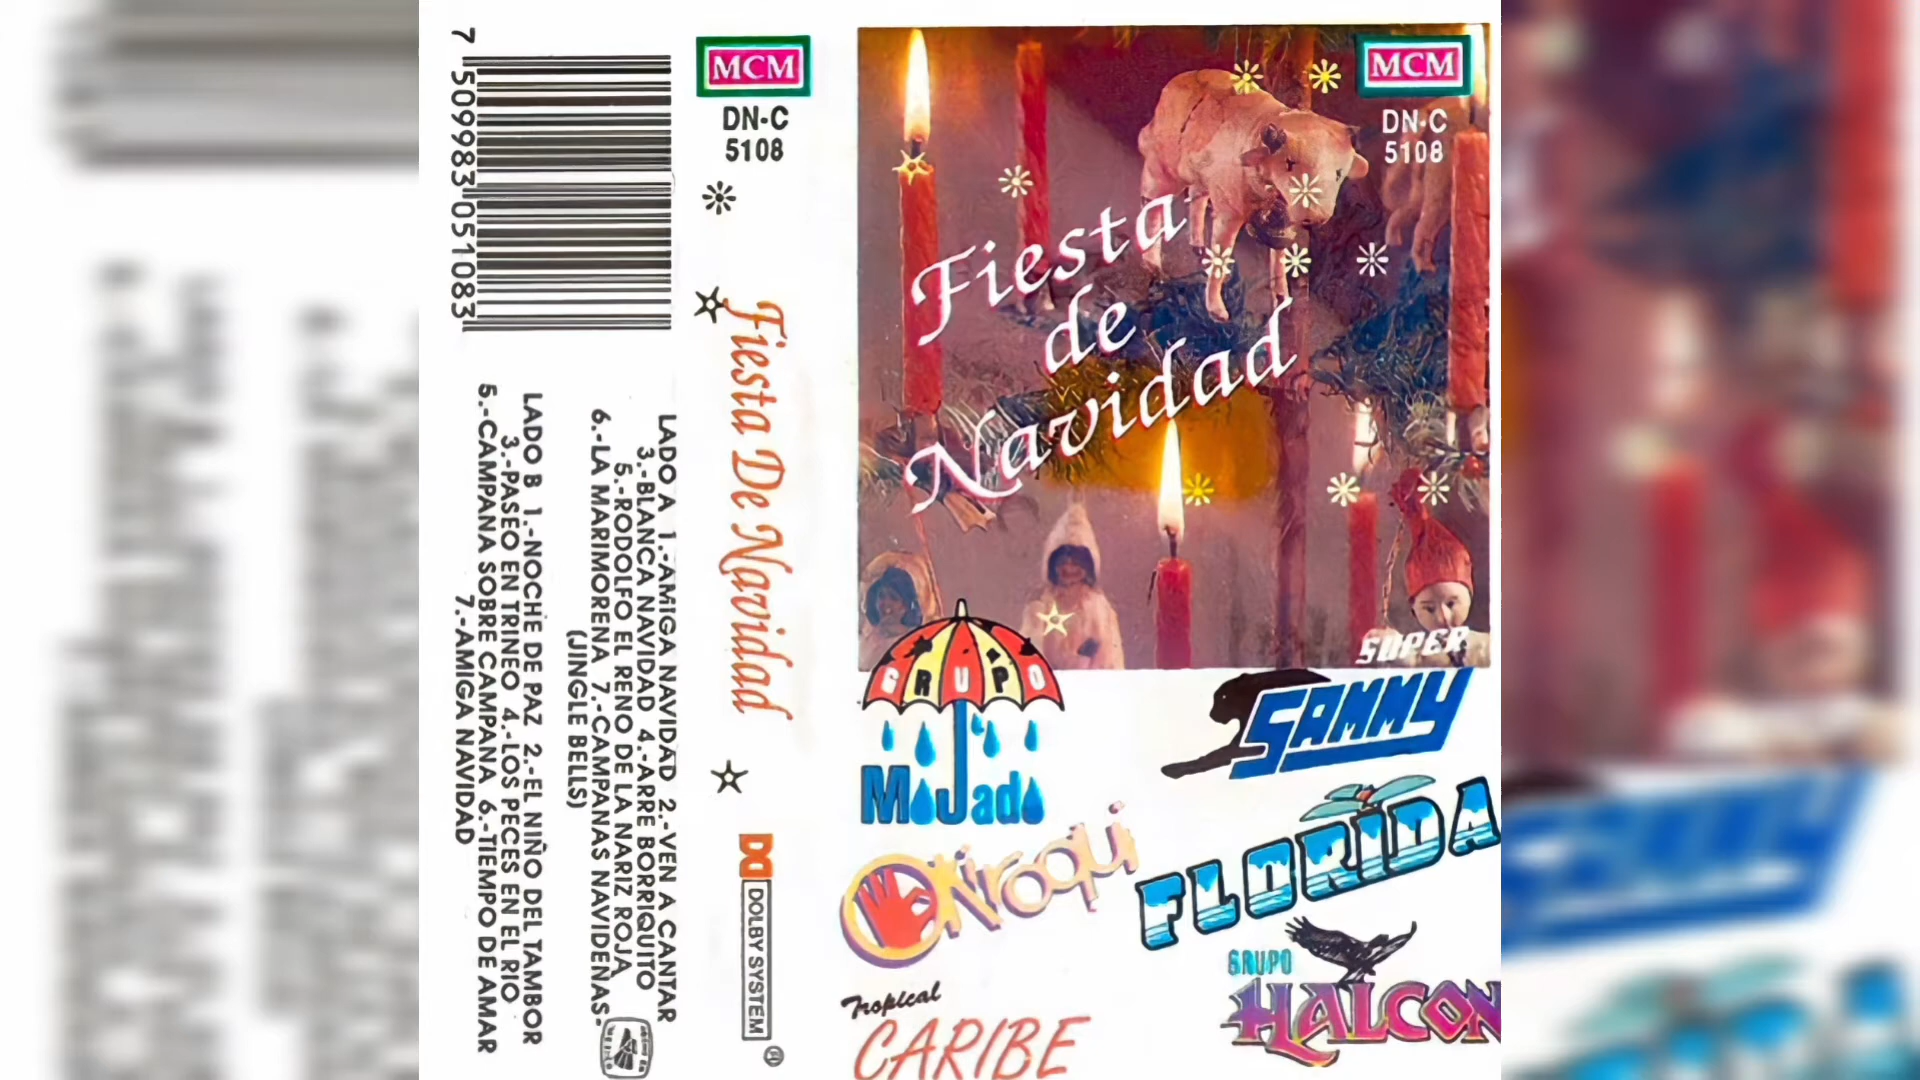 7 509983 051083
LADO A 1.-AMIGA NAVIDAD 2.-VEN A CANTAR
3.-BLANCA NAVIDAD 4.-ARRE BORRIQUITO
5.-RODOLFO EL RENO DE LA NARIZ ROJA
6.-LA MARIMORENA 7.-CAMPANAS NAVIDEÑAS-
(JINGLE BELLS)
LADO B 1.-NOCHE DE PAZ 2.-EL NIÑO DEL TAMBOR
3.-PASEO EN TRINEO 4.-LOS PECES EN EL RIO
5.-CAMPANA SOBRE CAMPANA 6.-TIEMPO DE AMAR
7.-AMIGA NAVIDAD
MCM
DN-C
5108
Fiesta De Navidad
DOLBY SYSTEM
MCM
DN-C
5108
Fiesta
de
Navidad
GRUPO
MOJado
SUPER
SAMMY
Kiroqui
FLORIDA
Tropical
CARIBE
GRUPO
HALCON